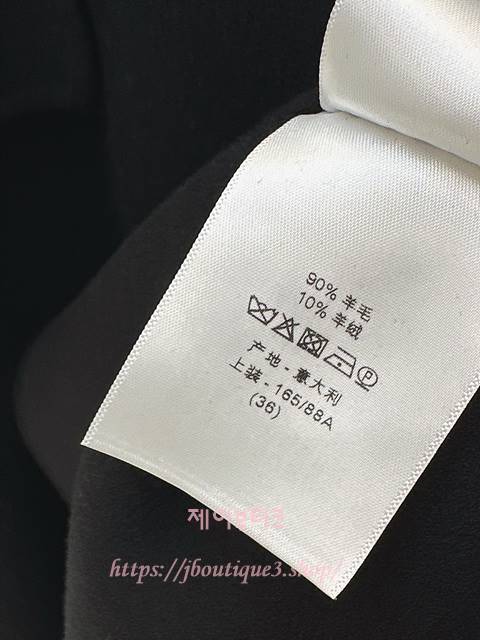 90% 羊毛
10% 羊绒
产地 - 意大利
上装 - 165/88A
(36)
제이부티크
https://jboutique3.shop/